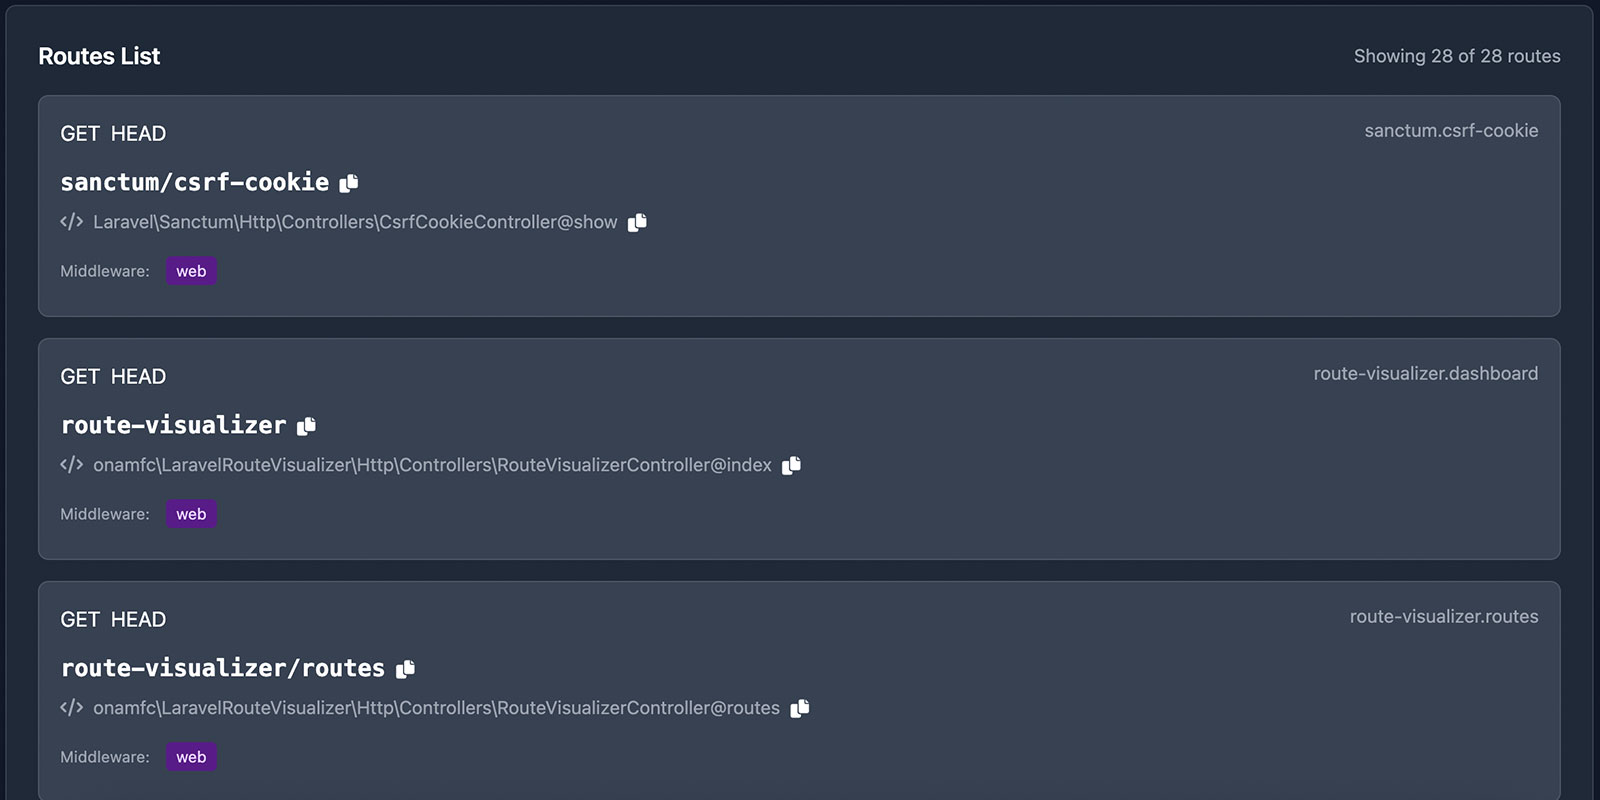 Routes List
Showing 28 of 28 routes
GET HEAD
sanctum.csrf-cookie
sanctum/csrf-cookie
</> Laravel\Sanctum\Http\Controllers\CsrfCookieController@show
Middleware: web
GET HEAD
route-visualizer.dashboard
route-visualizer
</> onamfc\LaravelRouteVisualizer\Http\Controllers\RouteVisualizerController@index
Middleware: web
GET HEAD
route-visualizer.routes
route-visualizer/routes
</> onamfc\LaravelRouteVisualizer\Http\Controllers\RouteVisualizerController@routes
Middleware: web